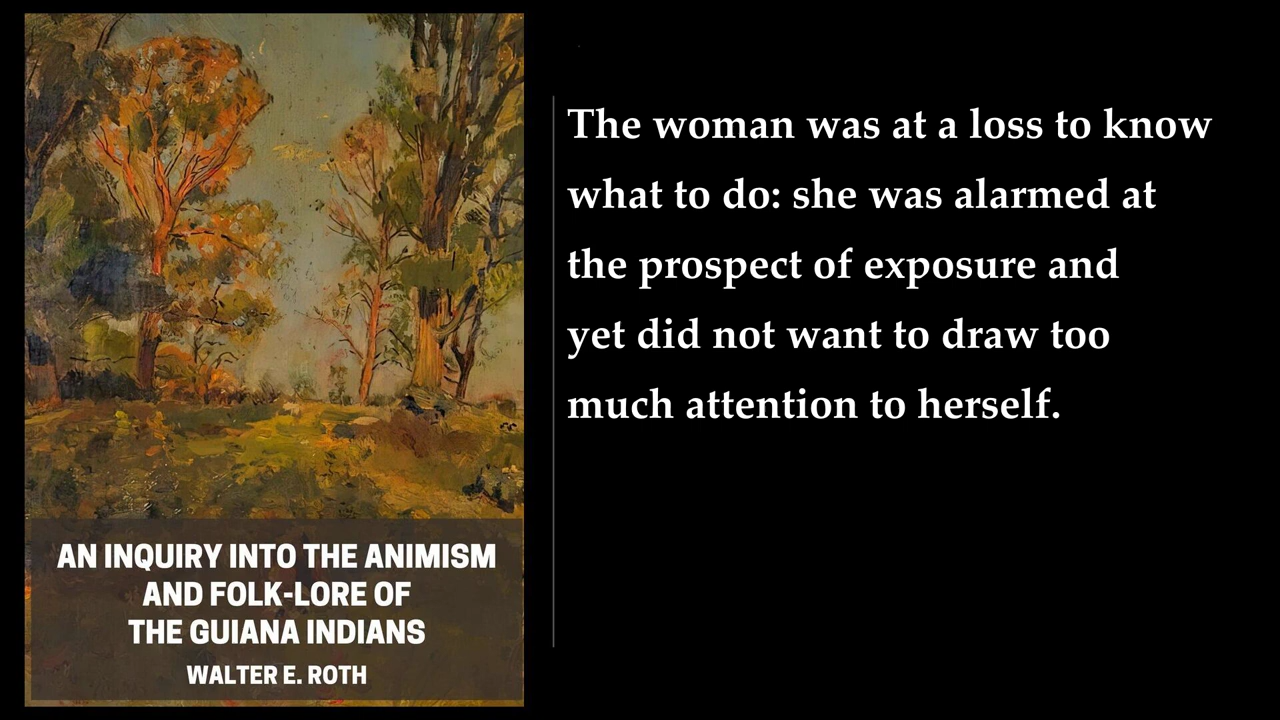 The woman was at a loss to know
what to do: she was alarmed at
the prospect of exposure and
yet did not want to draw too
much attention to herself.
AN INQUIRY INTO THE ANIMISM
AND FOLK-LORE OF
THE GUIANA INDIANS
WALTER E. ROTH